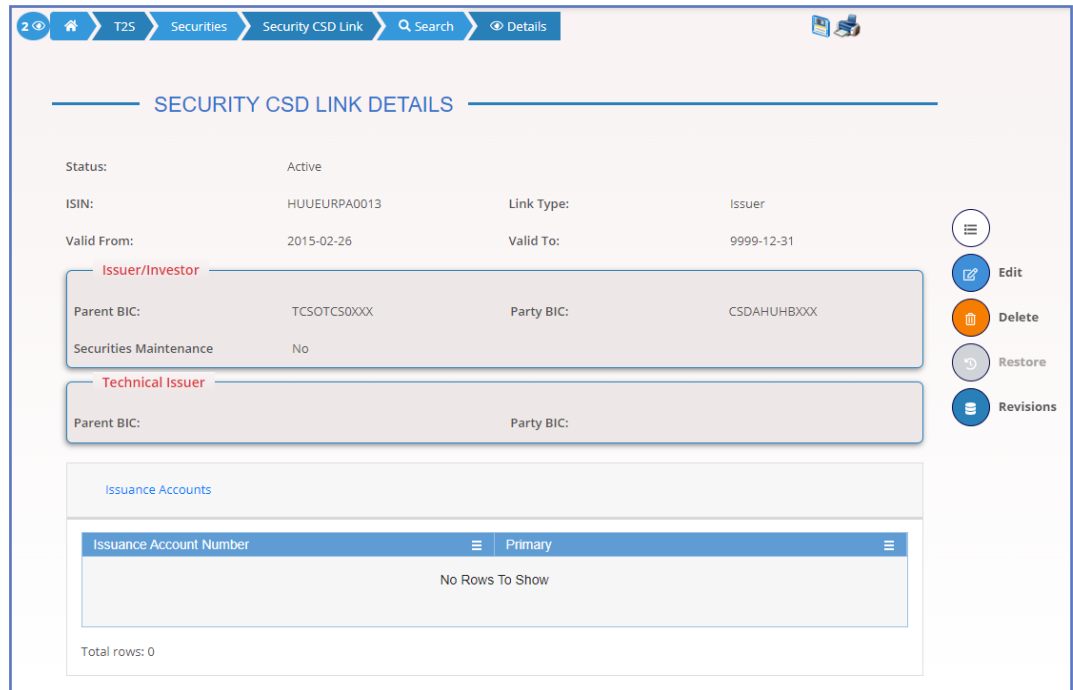 2 T2S Securities Security CSD Link Search Details
SECURITY CSD LINK DETAILS
Status: Active
ISIN: HUUEURPA0013 Link Type: Issuer
Valid From: 2015-02-26 Valid To: 9999-12-31
Issuer/Investor
Parent BIC: TCSOTCS0XXX Party BIC: CSDAHUHBXXX
Securities Maintenance No
Technical Issuer
Parent BIC: Party BIC:
Edit
Delete
Restore
Revisions
Issuance Accounts
Issuance Account Number Primary
No Rows To Show
Total rows: 0